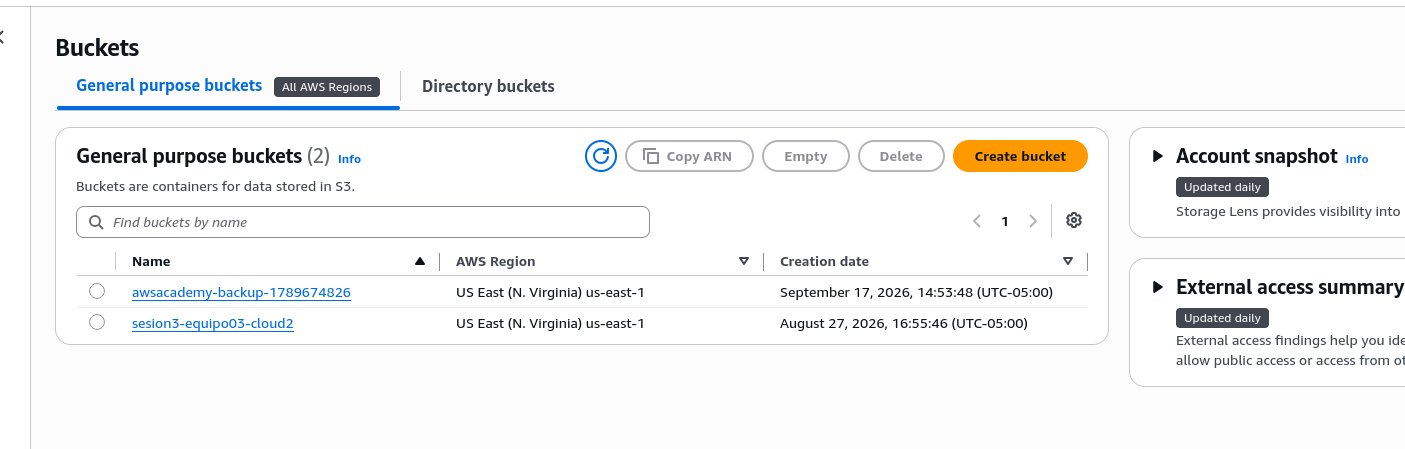 Buckets
General purpose buckets All AWS Regions Directory buckets
General purpose buckets (2) Info
Copy ARN Empty Delete Create bucket
Buckets are containers for data stored in S3.
Find buckets by name
1
Name AWS Region Creation date
awsacademy-backup-1789674826 US East (N. Virginia) us-east-1 September 17, 2026, 14:53:48 (UTC-05:00)
sesion3-equipo03-cloud2 US East (N. Virginia) us-east-1 August 27, 2026, 16:55:46 (UTC-05:00)
Account snapshot Info
Updated daily
Storage Lens provides visibility into
External access summary
Updated daily
External access findings help you ide
allow public access or access from ot